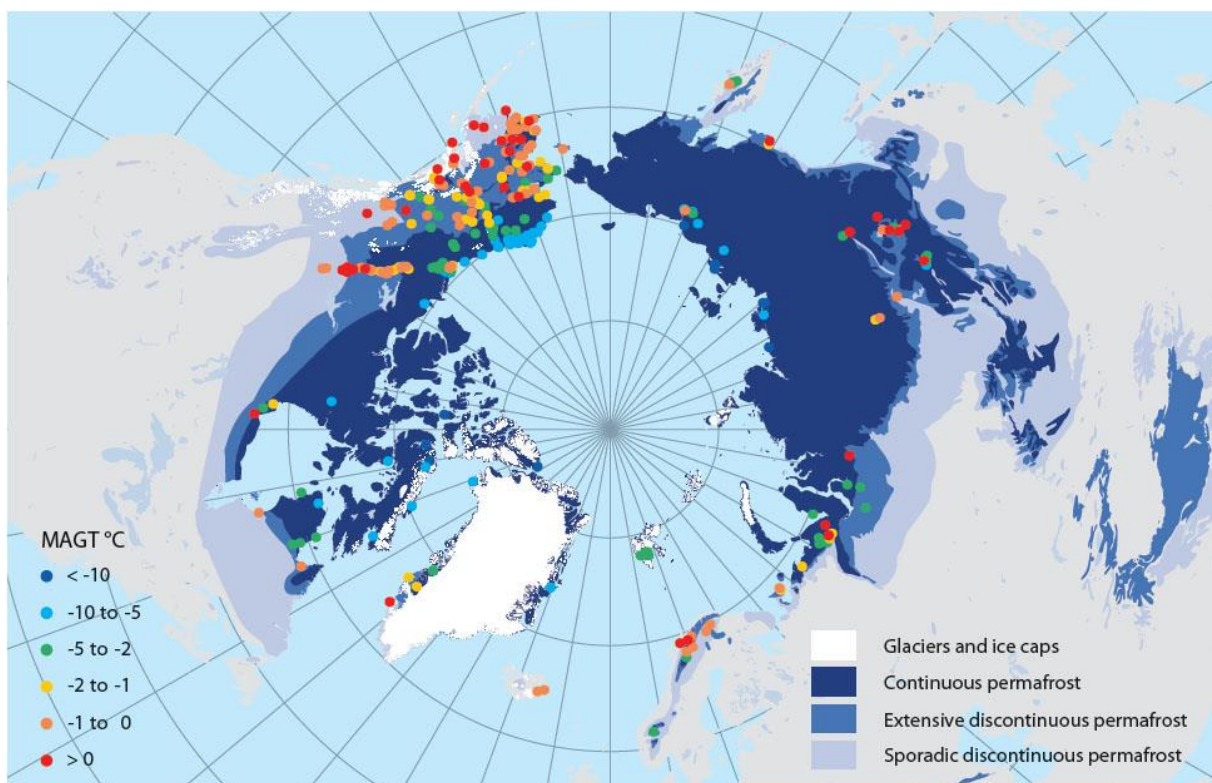 MAGT °C
< -10
-10 to -5
-5 to -2
-2 to -1
-1 to 0
> 0
Glaciers and ice caps
Continuous permafrost
Extensive discontinuous permafrost
Sporadic discontinuous permafrost